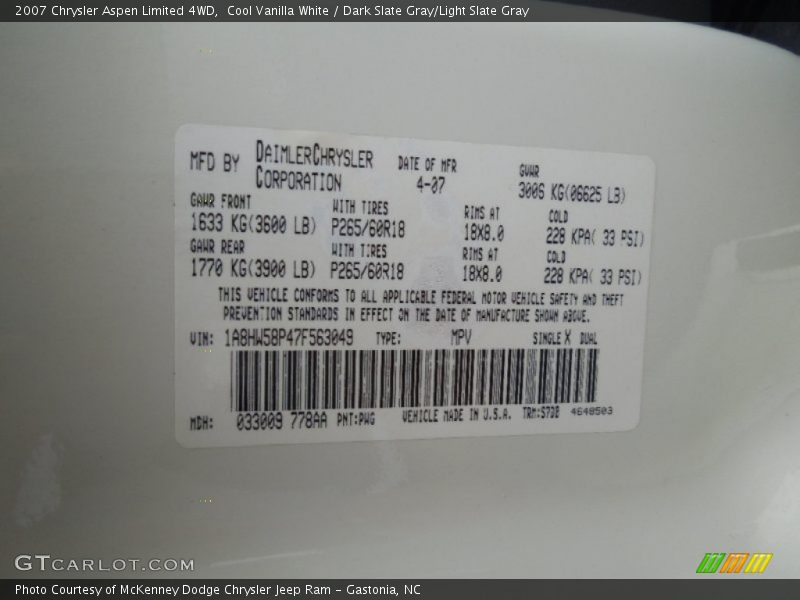 2007 Chrysler Aspen Limited 4WD,  Cool Vanilla White / Dark Slate Gray/Light Slate Gray
MFD BY DAIMLERCHRYSLER CORPORATION DATE OF MFR 4-07 GVWR 3006 KG(06625 LB)
GAWR FRONT WITH TIRES RIMS AT COLD
1633 KG(3600 LB) P265/60R18 18X8.0 228 KPA( 33 PSI)
GAWR REAR WITH TIRES RIMS AT COLD
1770 KG(3900 LB) P265/60R18 18X8.0 228 KPA( 33 PSI)
THIS VEHICLE CONFORMS TO ALL APPLICABLE FEDERAL MOTOR VEHICLE SAFETY AND THEFT
PREVENTION STANDARDS IN EFFECT ON THE DATE OF MANUFACTURE SHOWN ABOVE.
VIN: 1A8HW58P47F563049 TYPE: MPV SINGLE X DUAL
MDH: 033009 778AA PNT:PWG VEHICLE MADE IN U.S.A. TRM:S7DB 4648503
GTCARLOT.COM
Photo Courtesy of McKenney Dodge Chrysler Jeep Ram - Gastonia, NC